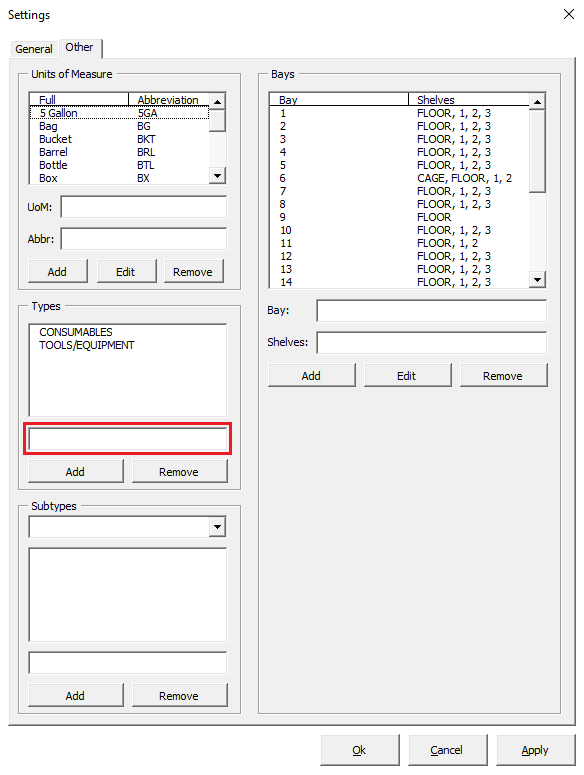 Settings
General Other
Units of Measure
Full Abbreviation
5 Gallon 5GA
Bag BG
Bucket BKT
Barrel BRL
Bottle BTL
Box BX
UoM:
Abbr:
Add Edit Remove
Types
CONSUMABLES
TOOLS/EQUIPMENT
Add Remove
Subtypes
Add Remove
Bays
Bay Shelves
1 FLOOR, 1, 2, 3
2 FLOOR, 1, 2, 3
3 FLOOR, 1, 2, 3
4 FLOOR, 1, 2, 3
5 FLOOR, 1, 2, 3
6 CAGE, FLOOR, 1, 2
7 FLOOR, 1, 2, 3
8 FLOOR, 1, 2, 3
9 FLOOR
10 FLOOR, 1, 2, 3
11 FLOOR, 1, 2
12 FLOOR, 1, 2, 3
13 FLOOR, 1, 2, 3
14 FLOOR, 1, 2, 3
Bay:
Shelves:
Add Edit Remove
Ok Cancel Apply